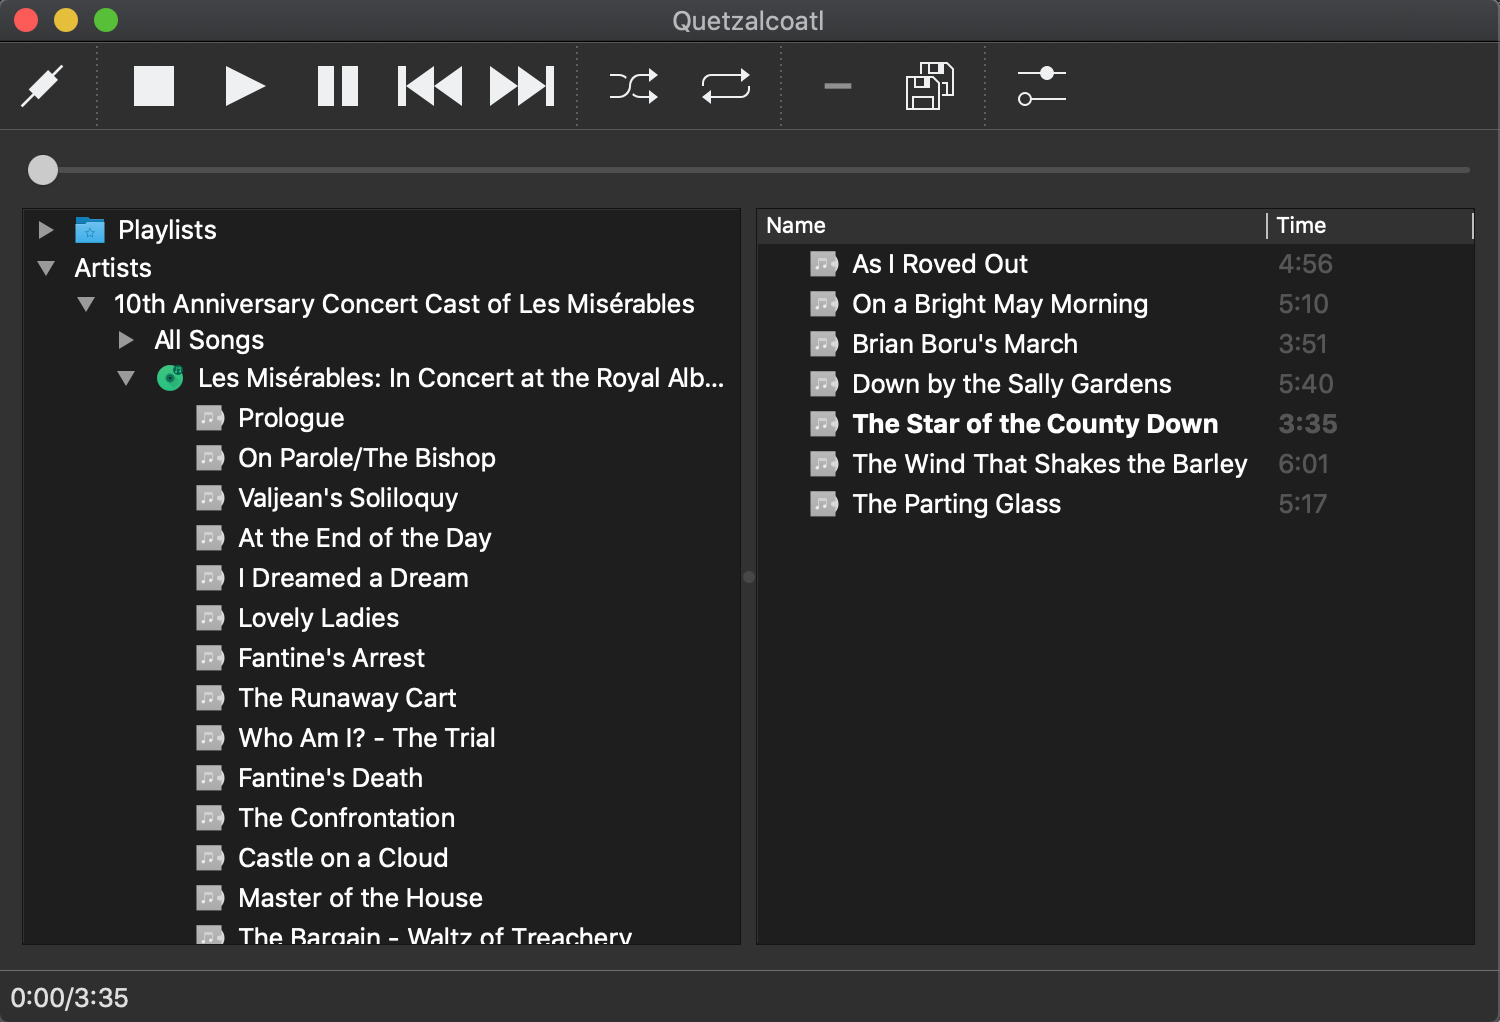 Quetzalcoatl
Playlists
Artists
10th Anniversary Concert Cast of Les Misérables
All Songs
Les Misérables: In Concert at the Royal Alb...
Prologue
On Parole/The Bishop
Valjean's Soliloquy
At the End of the Day
I Dreamed a Dream
Lovely Ladies
Fantine's Arrest
The Runaway Cart
Who Am I? - The Trial
Fantine's Death
The Confrontation
Castle on a Cloud
Master of the House
The Bargain - Waltz of Treachery
Name Time
As I Roved Out 4:56
On a Bright May Morning 5:10
Brian Boru's March 3:51
Down by the Sally Gardens 5:40
The Star of the County Down 3:35
The Wind That Shakes the Barley 6:01
The Parting Glass 5:17
0:00/3:35